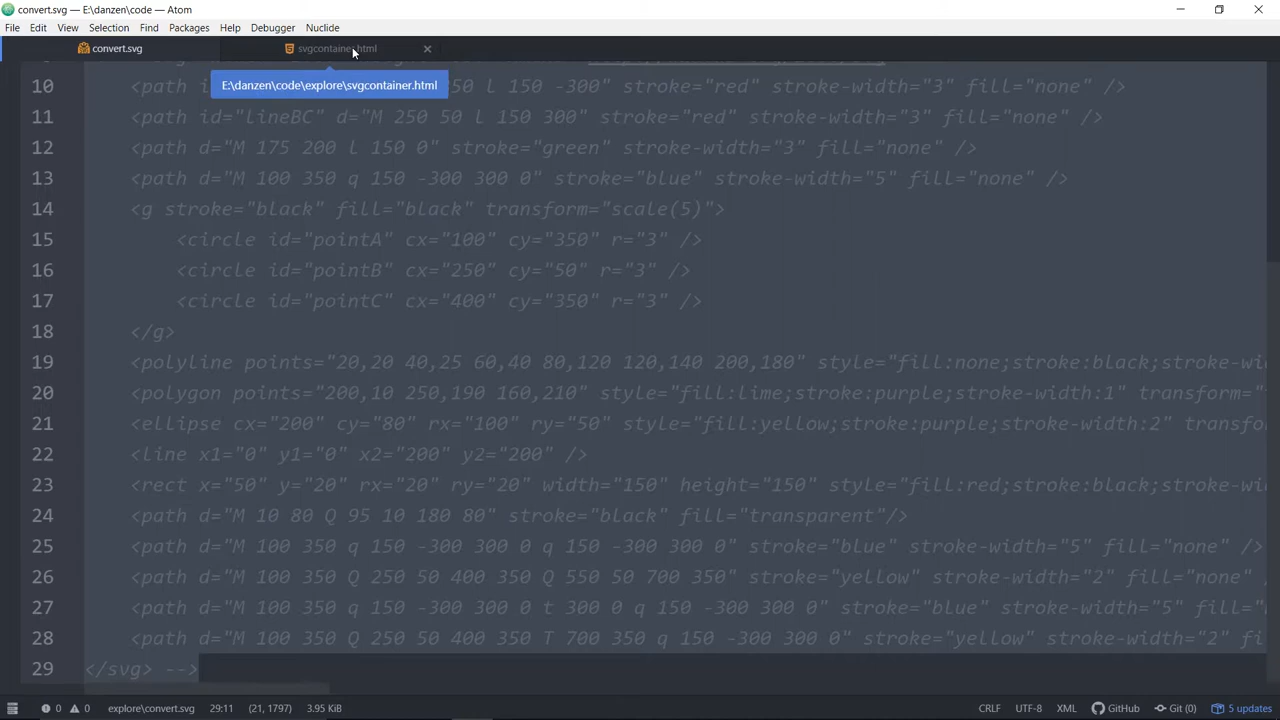 convert.svg — E:\danzen\code — Atom
File Edit View Selection Find Packages Help Debugger Nuclide
convert.svg
svgcontainer.html
E:\danzen\code\explore\svgcontainer.html
10 <path i 50 l 150 -300" stroke="red" stroke-width="3" fill="none" />
11 <path id="lineBC" d="M 250 50 l 150 300" stroke="red" stroke-width="3" fill="none" />
12 <path d="M 175 200 l 150 0" stroke="green" stroke-width="3" fill="none" />
13 <path d="M 100 350 q 150 -300 300 0" stroke="blue" stroke-width="5" fill="none" />
14 <g stroke="black" fill="black" transform="scale(5)">
15 <circle id="pointA" cx="100" cy="350" r="3" />
16 <circle id="pointB" cx="250" cy="50" r="3" />
17 <circle id="pointC" cx="400" cy="350" r="3" />
18 </g>
19 <polyline points="20,20 40,25 60,40 80,120 120,140 200,180" style="fill:none;stroke:black;stroke-wi
20 <polygon points="200,10 250,190 160,210" style="fill:lime;stroke:purple;stroke-width:1" transform="
21 <ellipse cx="200" cy="80" rx="100" ry="50" style="fill:yellow;stroke:purple;stroke-width:2" transfo
22 <line x1="0" y1="0" x2="200" y2="200" />
23 <rect x="50" y="20" rx="20" ry="20" width="150" height="150" style="fill:red;stroke:black;stroke-wi
24 <path d="M 10 80 Q 95 10 180 80" stroke="black" fill="transparent"/>
25 <path d="M 100 350 q 150 -300 300 0 q 150 -300 300 0" stroke="blue" stroke-width="5" fill="none" />
26 <path d="M 100 350 Q 250 50 400 350 Q 550 50 700 350" stroke="yellow" stroke-width="2" fill="none"
27 <path d="M 100 350 q 150 -300 300 0 t 300 0 q 150 -300 300 0" stroke="blue" stroke-width="5" fill="
28 <path d="M 100 350 Q 250 50 400 350 T 700 350 q 150 -300 300 0" stroke="yellow" stroke-width="2" fi
29 </svg> -->
0 0 explore\convert.svg 29:11 (21, 1797) 3.95 KiB CRLF UTF-8 XML GitHub Git (0) 5 updates